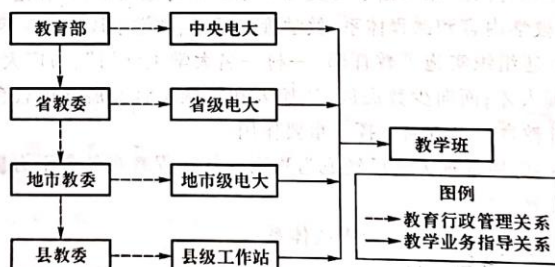 教育部
中央电大
省教委
省级电大
教学班
地市教委
地市级电大
图例
教育行政管理关系
教学业务指导关系
县教委
县级工作站